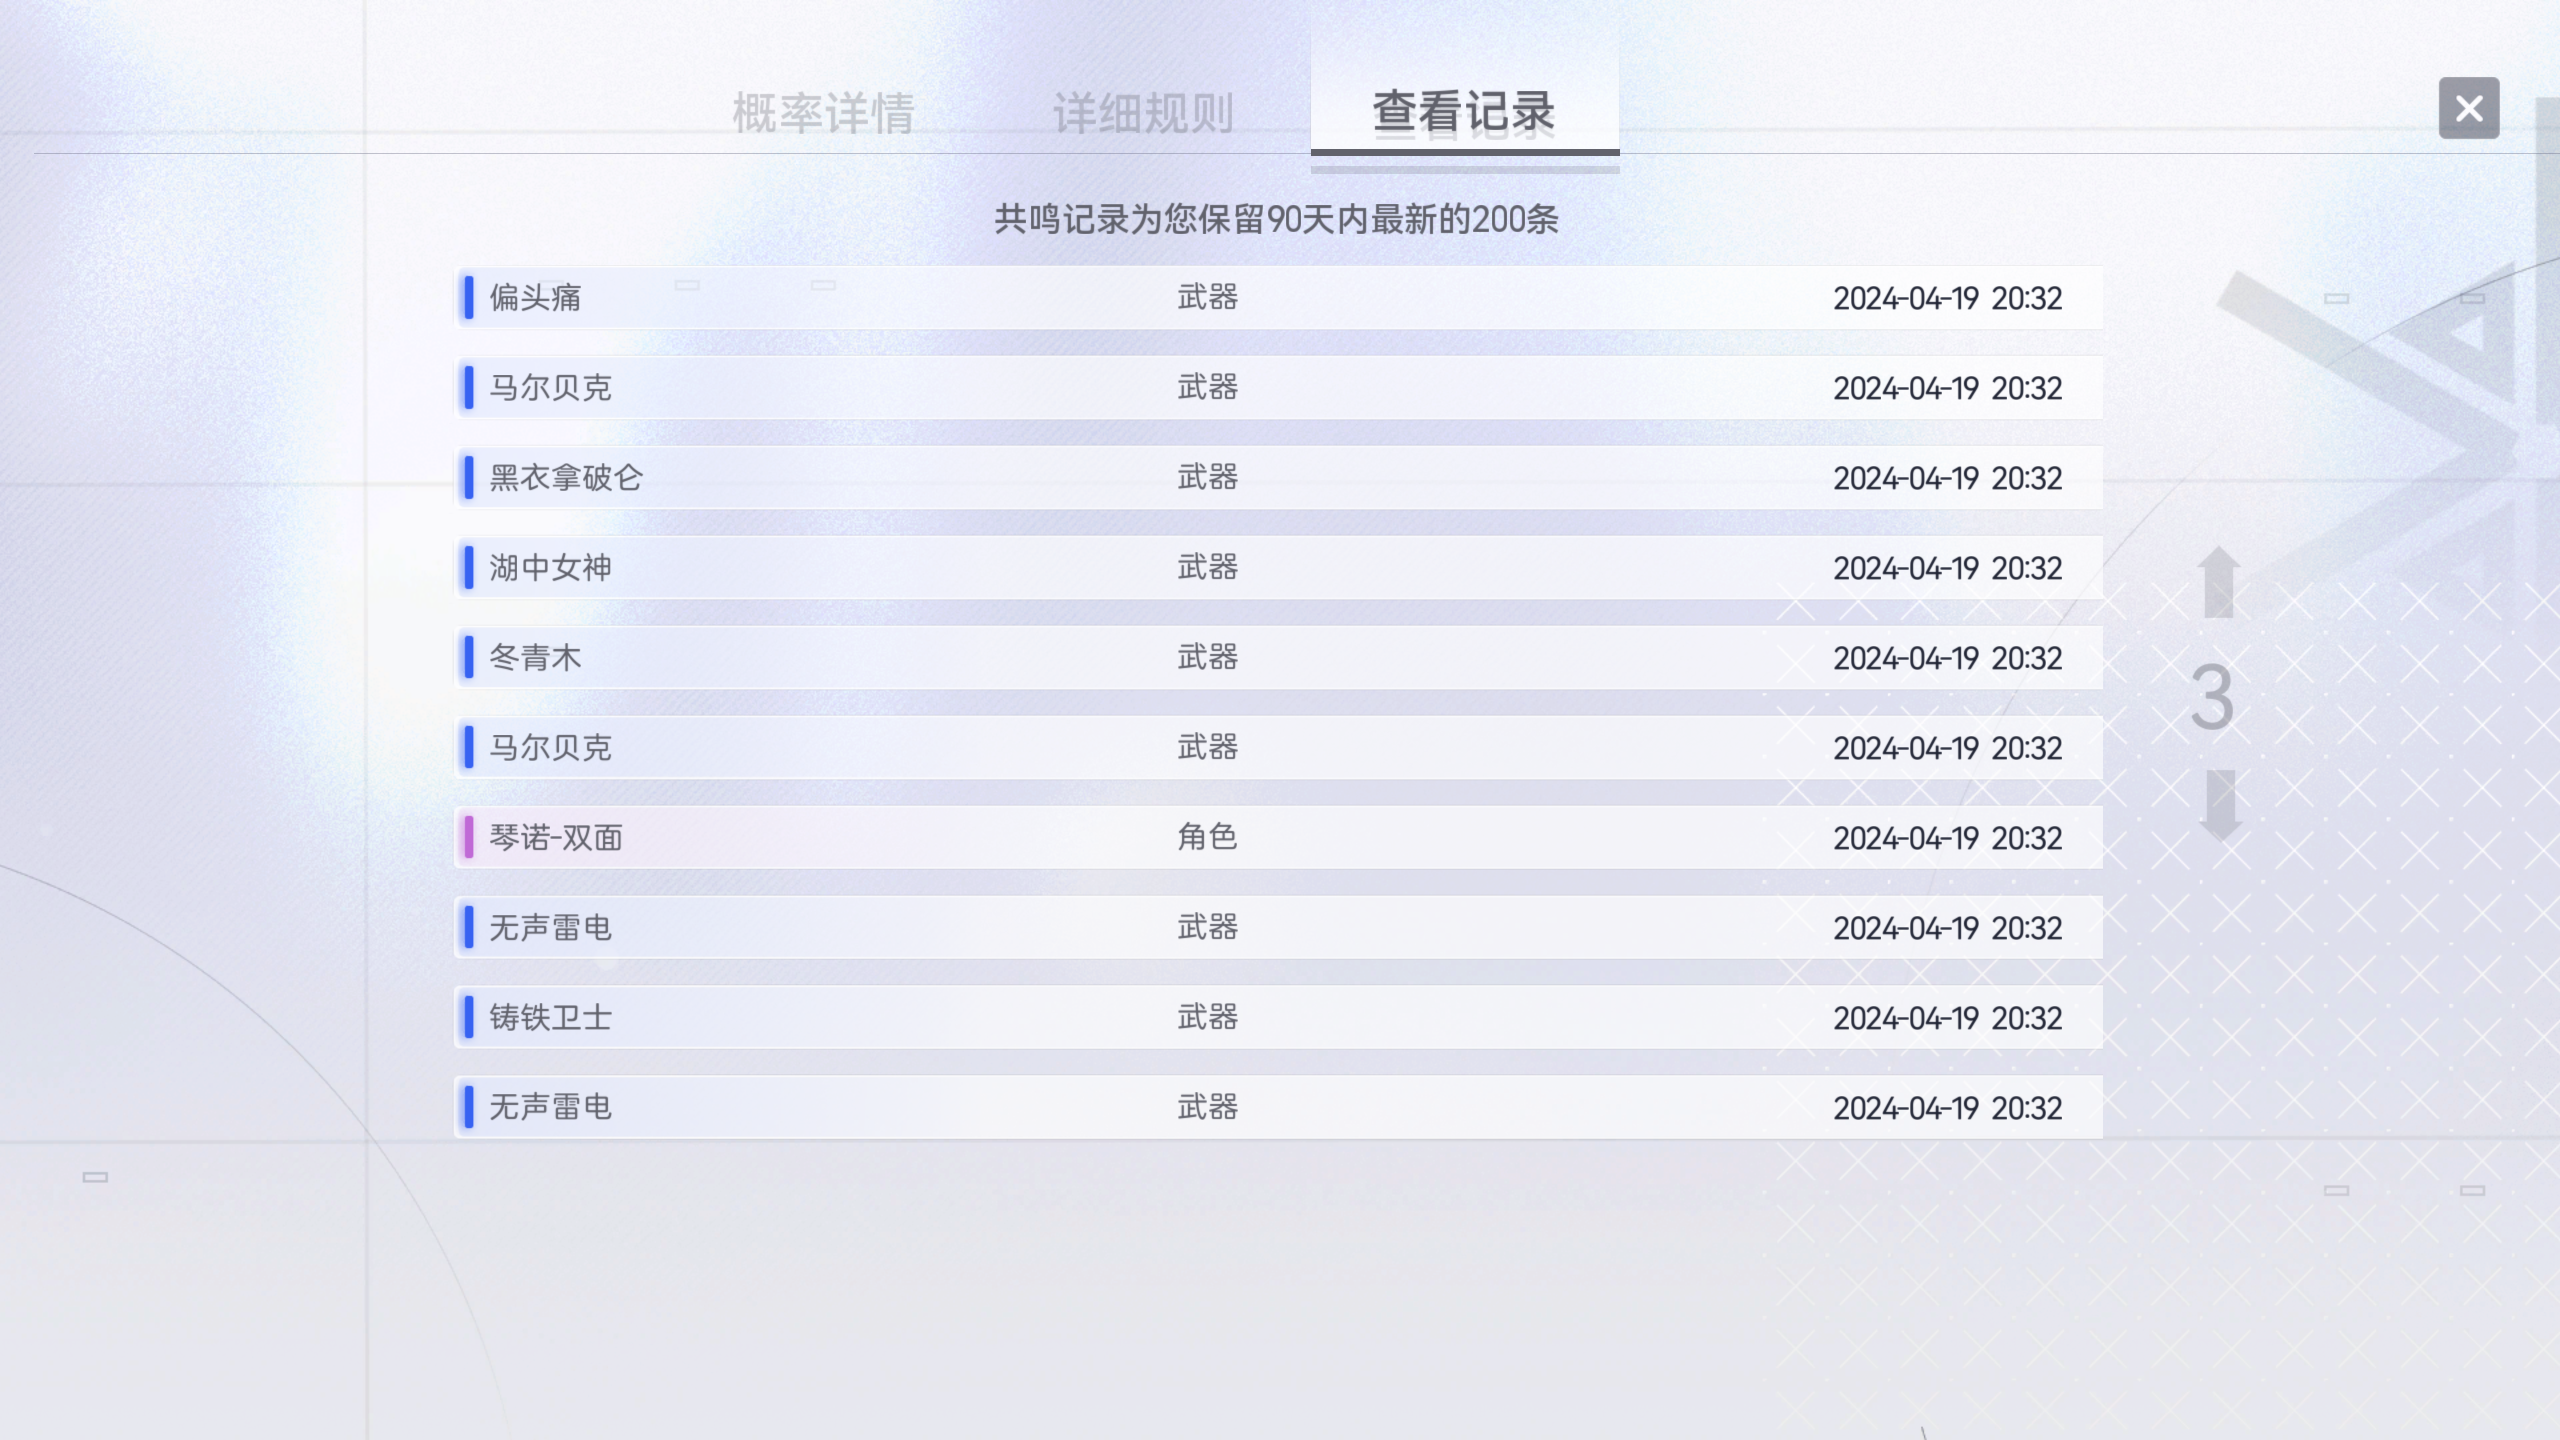 概率详情 详细规则 查看记录
共鸣记录为您保留90天内最新的200条
偏头痛 武器 2024-04-19 20:32
马尔贝克 武器 2024-04-19 20:32
黑衣拿破仑 武器 2024-04-19 20:32
湖中女神 武器 2024-04-19 20:32
冬青木 武器 2024-04-19 20:32
马尔贝克 武器 2024-04-19 20:32
琴诺-双面 角色 2024-04-19 20:32
无声雷电 武器 2024-04-19 20:32
铸铁卫士 武器 2024-04-19 20:32
无声雷电 武器 2024-04-19 20:32
3